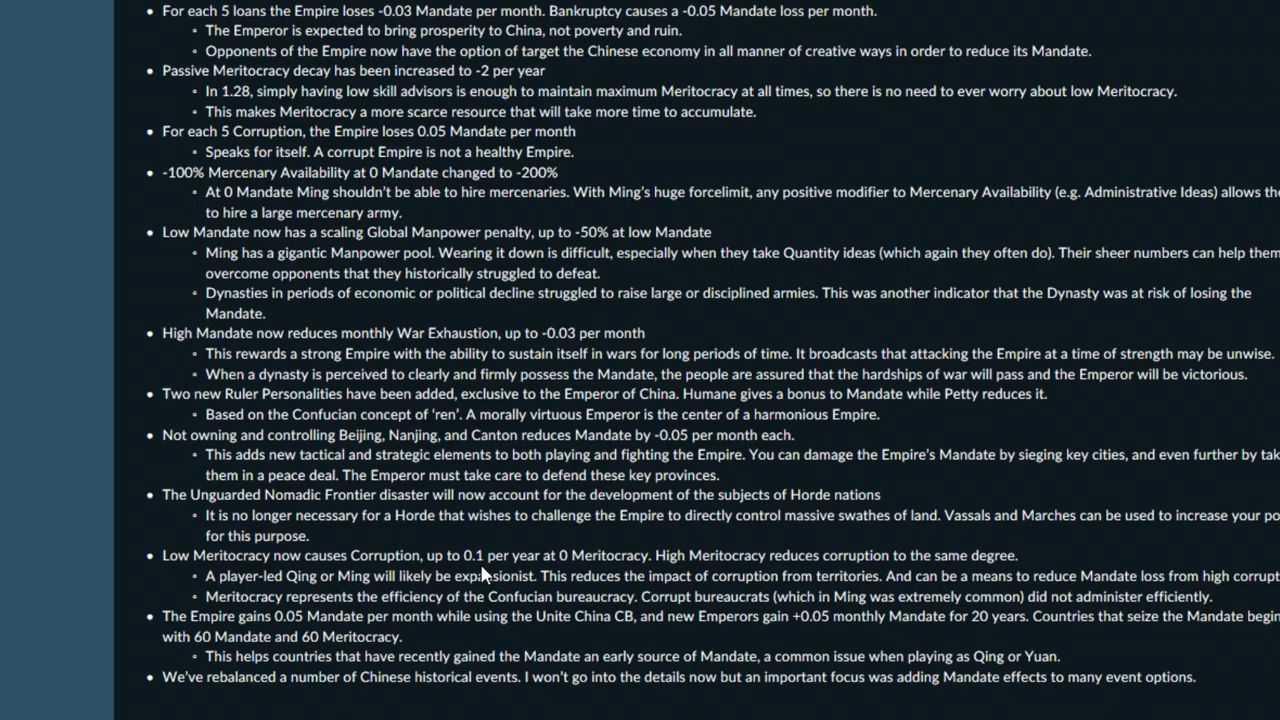 • For each 5 loans the Empire loses -0.03 Mandate per month. Bankruptcy causes a -0.05 Mandate loss per month.
◦ The Emperor is expected to bring prosperity to China, not poverty and ruin.
◦ Opponents of the Empire now have the option of target the Chinese economy in all manner of creative ways in order to reduce its Mandate.
• Passive Meritocracy decay has been increased to -2 per year
◦ In 1.28, simply having low skill advisors is enough to maintain maximum Meritocracy at all times, so there is no need to ever worry about low Meritocracy.
◦ This makes Meritocracy a more scarce resource that will take more time to accumulate.
• For each 5 Corruption, the Empire loses 0.05 Mandate per month
◦ Speaks for itself. A corrupt Empire is not a healthy Empire.
• -100% Mercenary Availability at 0 Mandate changed to -200%
◦ At 0 Mandate Ming shouldn't be able to hire mercenaries. With Ming's huge forcelimit, any positive modifier to Mercenary Availability (e.g. Administrative Ideas) allows
to hire a large mercenary army.
• Low Mandate now has a scaling Global Manpower penalty, up to -50% at low Mandate
◦ Ming has a gigantic Manpower pool. Wearing it down is difficult, especially when they take Quantity ideas (which again they often do). Their sheer numbers can help them
overcome opponents that they historically struggled to defeat.
◦ Dynasties in periods of economic or political decline struggled to raise large or disciplined armies. This was another indicator that the Dynasty was at risk of losing the
Mandate.
• High Mandate now reduces monthly War Exhaustion, up to -0.03 per month
◦ This rewards a strong Empire with the ability to sustain itself in wars for long periods of time. It broadcasts that attacking the Empire at a time of strength may be unwise.
◦ When a dynasty is perceived to clearly and firmly possess the Mandate, the people are assured that the hardships of war will pass and the Emperor will be victorious.
• Two new Ruler Personalities have been added, exclusive to the Emperor of China. Humane gives a bonus to Mandate while Petty reduces it.
◦ Based on the Confucian concept of 'ren'. A morally virtuous Emperor is the center of a harmonious Empire.
• Not owning and controlling Beijing, Nanjing, and Canton reduces Mandate by -0.05 per month each.
◦ This adds new tactical and strategic elements to both playing and fighting the Empire. You can damage the Empire's Mandate by sieging key cities, and even further by
them in a peace deal. The Emperor must take care to defend these key provinces.
• The Unguarded Nomadic Frontier disaster will now account for the development of the subjects of Horde nations
◦ It is no longer necessary for a Horde that wishes to challenge the Empire to directly control massive swathes of land. Vassals and Marches can be used to increase your
for this purpose.
• Low Meritocracy now causes Corruption, up to 0.1 per year at 0 Meritocracy. High Meritocracy reduces corruption to the same degree.
◦ A player-led Qing or Ming will likely be expansionist. This reduces the impact of corruption from territories. And can be a means to reduce Mandate loss from high
◦ Meritocracy represents the efficiency of the Confucian bureaucracy. Corrupt bureaucrats (which in Ming was extremely common) did not administer efficiently.
• The Empire gains 0.05 Mandate per month while using the Unite China CB, and new Emperors gain +0.05 monthly Mandate for 20 years. Countries that seize the Mandate
with 60 Mandate and 60 Meritocracy.
◦ This helps countries that have recently gained the Mandate an early source of Mandate, a common issue when playing as Qing or Yuan.
• We've rebalanced a number of Chinese historical events. I won't go into the details now but an important focus was adding Mandate effects to many event options.